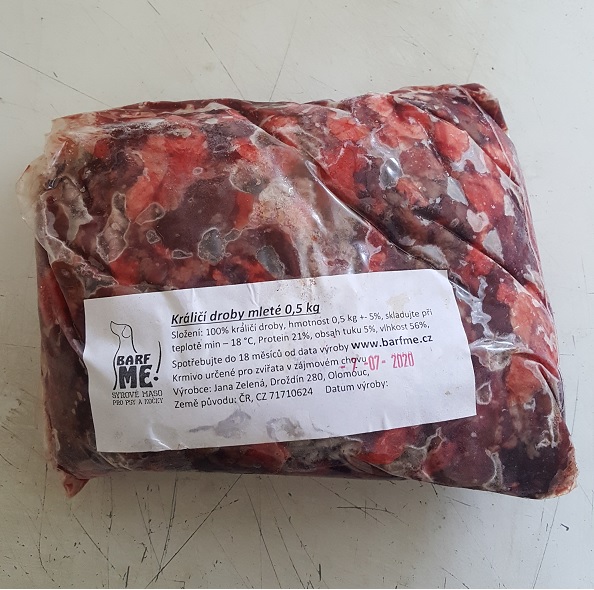 Králičí droby mleté 0,5 kg
Složení: 100% králičí droby, hmotnost 0,5 kg +- 5%, skladujte při
teplotě min – 18 °C, Protein 21%, obsah tuku 5%, vlhkost 56%,
Spotřebujte do 18 měsíců od data výroby www.barfme.cz
Krmivo určené pro zvířata v zájmovém chovu
- 2 -07- 2020
Výrobce: Jana Zelená, Droždín 280, Olomouc,
Země původu: ČR, CZ 71710624 Datum výroby:
BARF
ME!
SYROVÉ MASO
PRO PSY A KOČKY